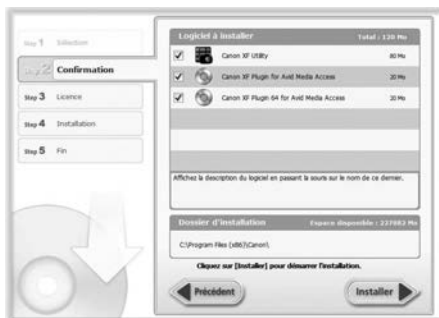 Step 1 Sélection
Step 2 Confirmation
Step 3 Licence
Step 4 Installation
Step 5 Fin
Logiciel à installer Total : 120 Mo
Canon XF Utility 80 Mo
Canon XF Plugin for Avid Media Access 20 Mo
Canon XF Plugin 64 for Avid Media Access 20 Mo
Affichez la description du logiciel en passant la souris sur le nom de ce dernier.
Dossier d'installation Espace disponible : 227082 Mo
C:\Program Files (x86)\Canon\
Cliquez sur [Installer] pour démarrer l'installation.
Précédent
Installer